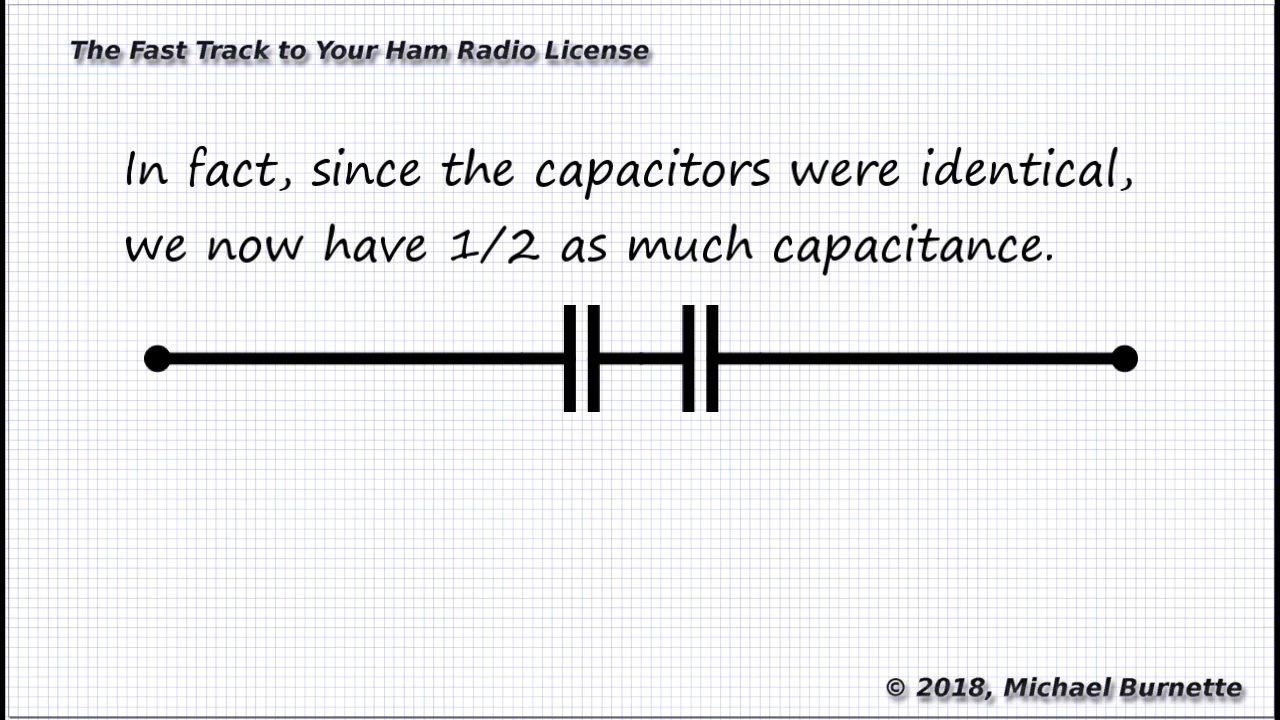 The Fast Track to Your Ham Radio License
In fact, since the capacitors were identical,
we now have 1/2 as much capacitance.
© 2018, Michael Burnette